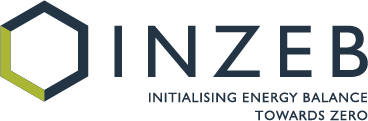 INZEB
INITIALISING ENERGY BALANCE
TOWARDS ZERO